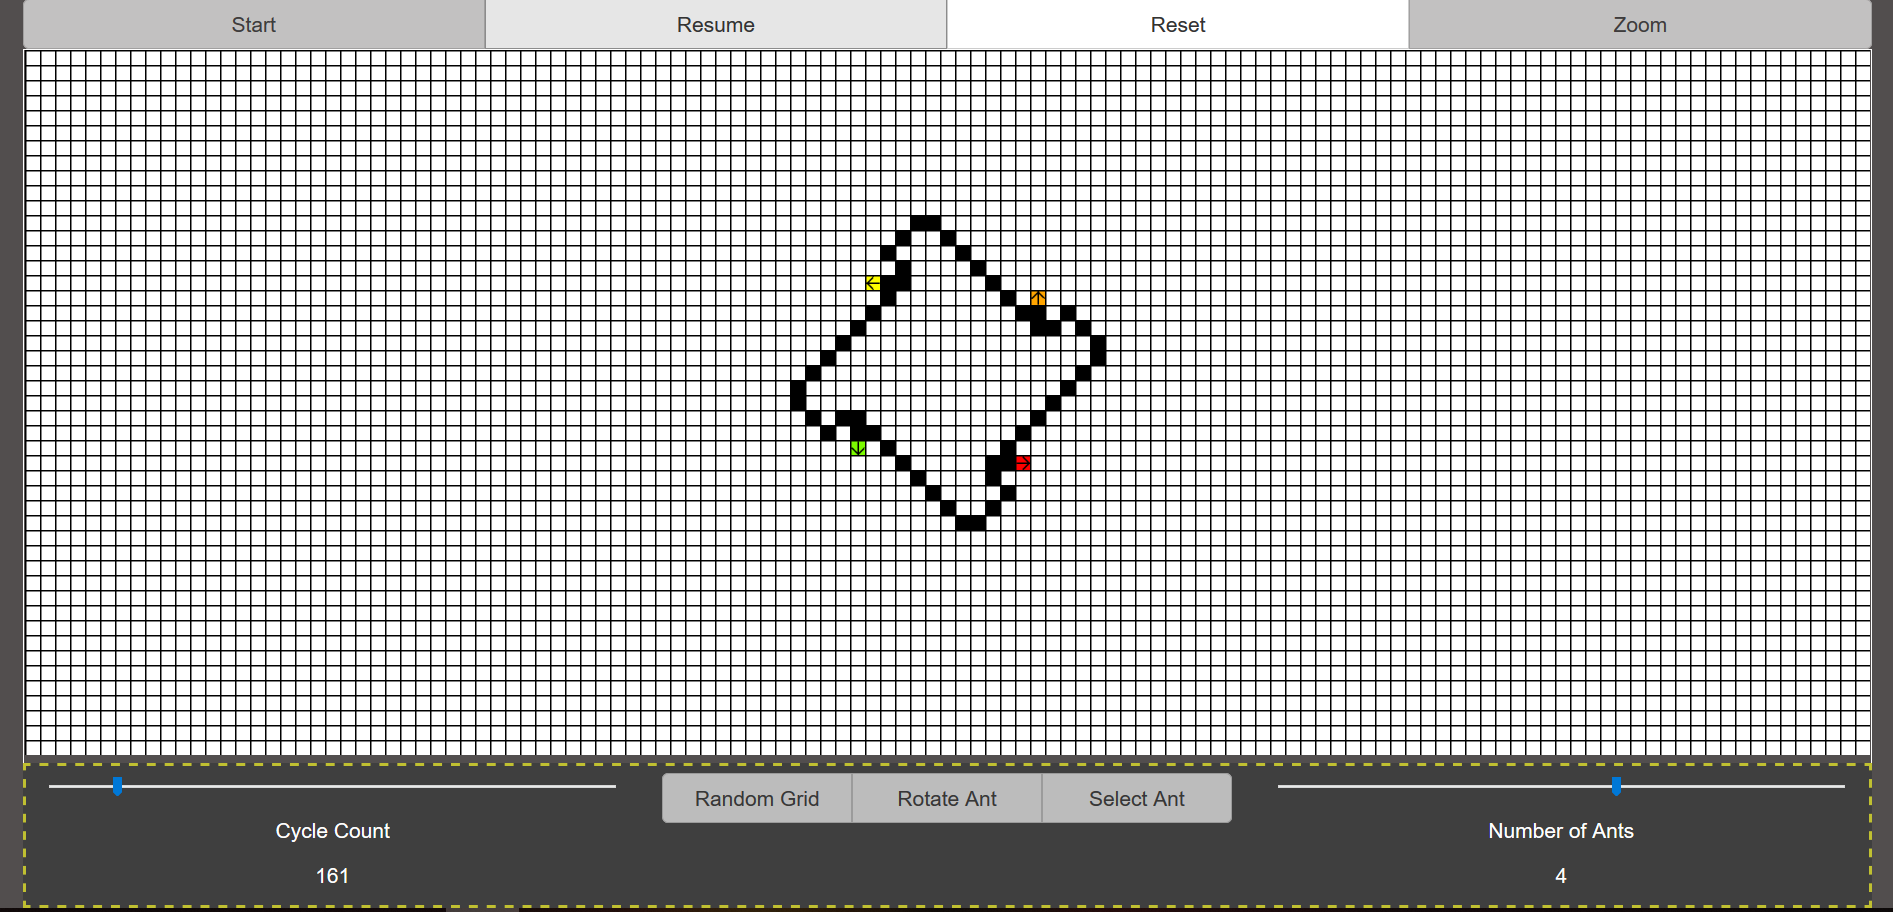 Start
Resume
Reset
Zoom
Random Grid
Rotate Ant
Select Ant
Cycle Count
161
Number of Ants
4